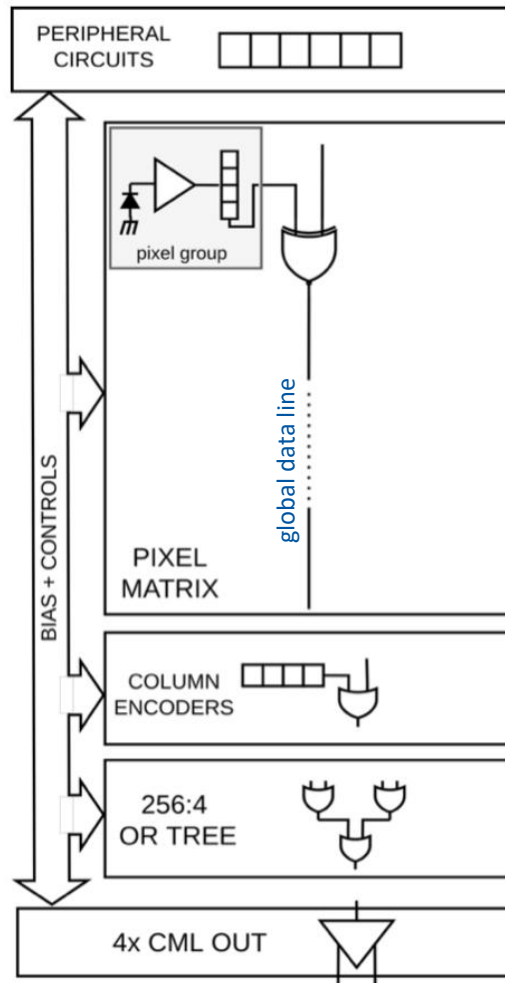 PERIPHERAL
CIRCUITS
pixel group
global data line
BIAS + CONTROLS
PIXEL
MATRIX
COLUMN
ENCODERS
256:4
OR TREE
4x CML OUT